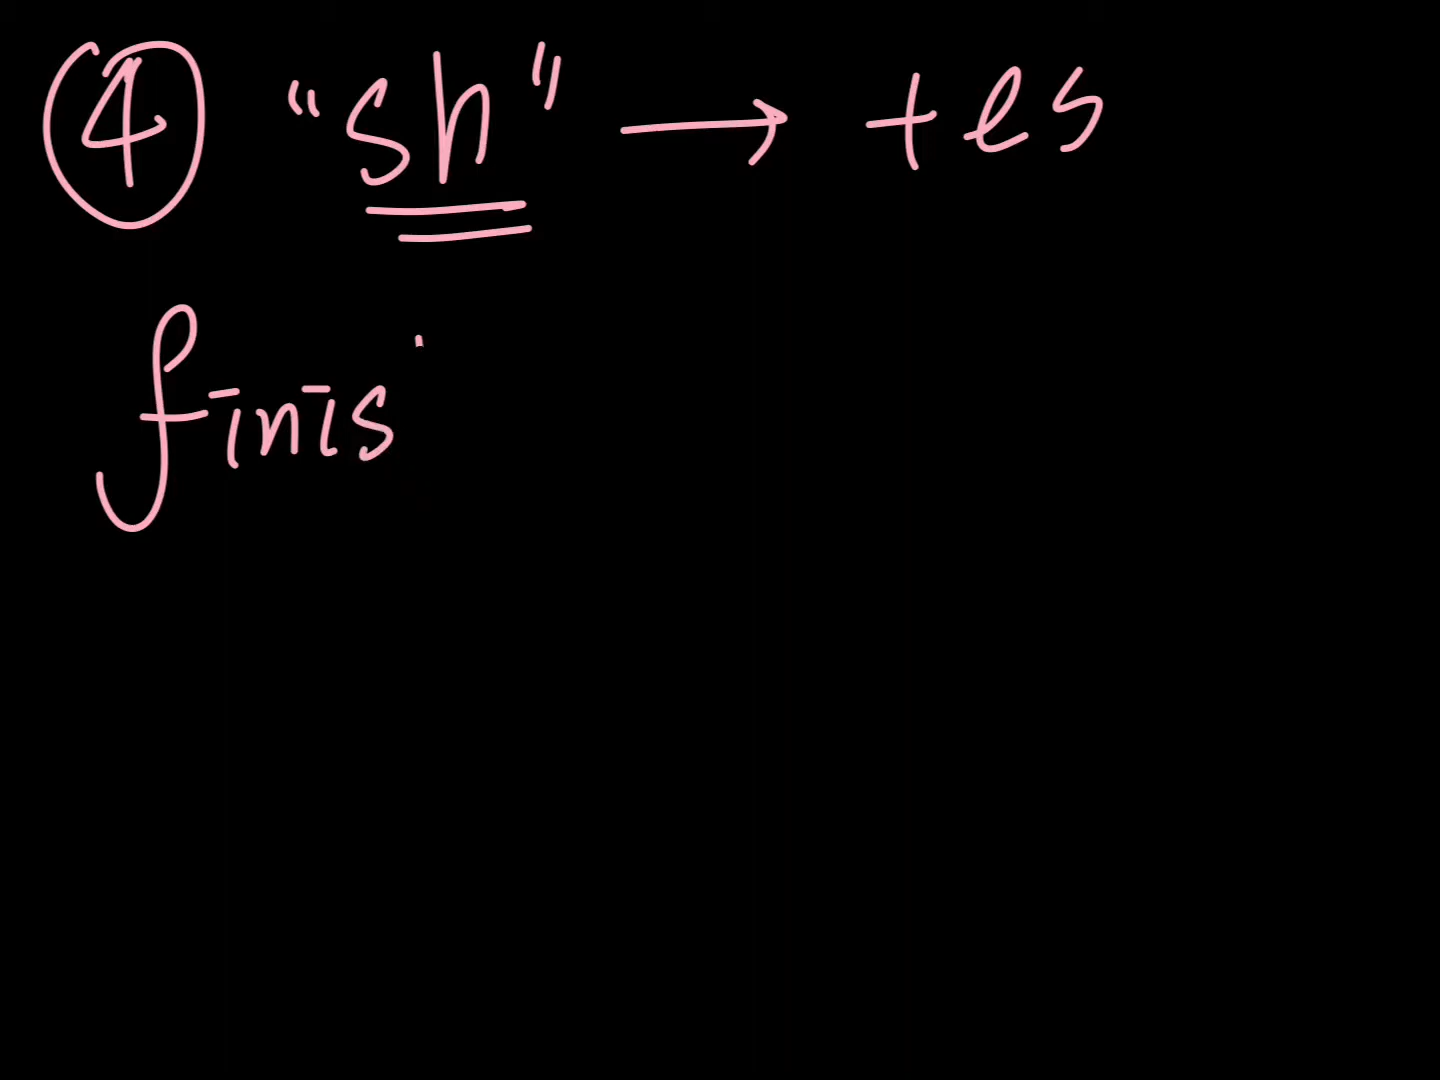 ④ "sh" → +es
finis